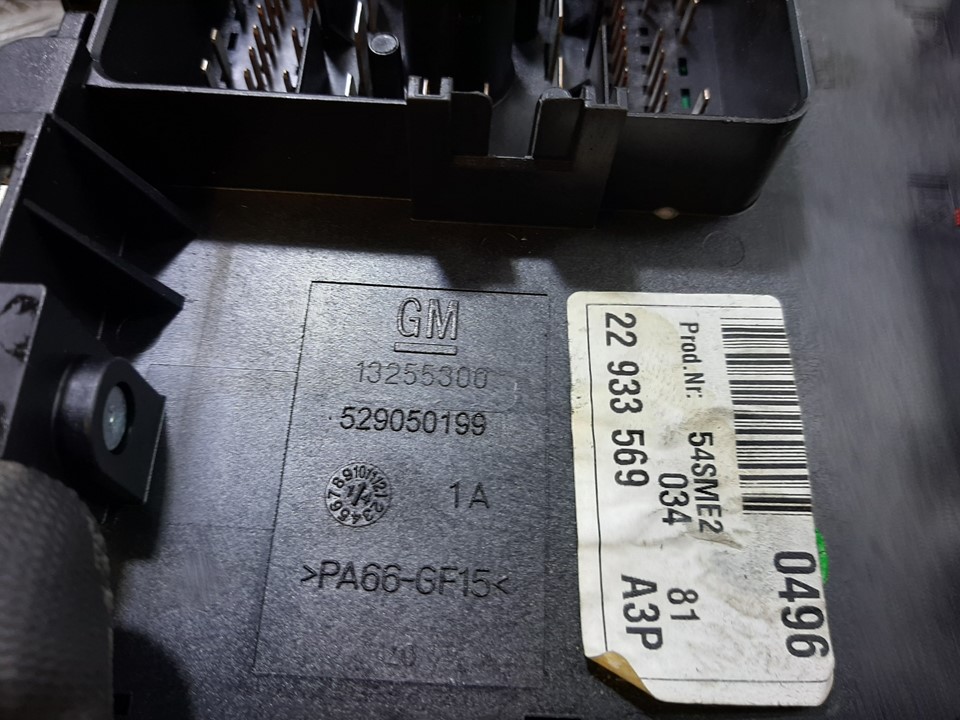 GM
13255300
529050199
1A
>PA66-GF15<
0496
Prod.Nr: 54SME2
034 81
22 933 569 A3P